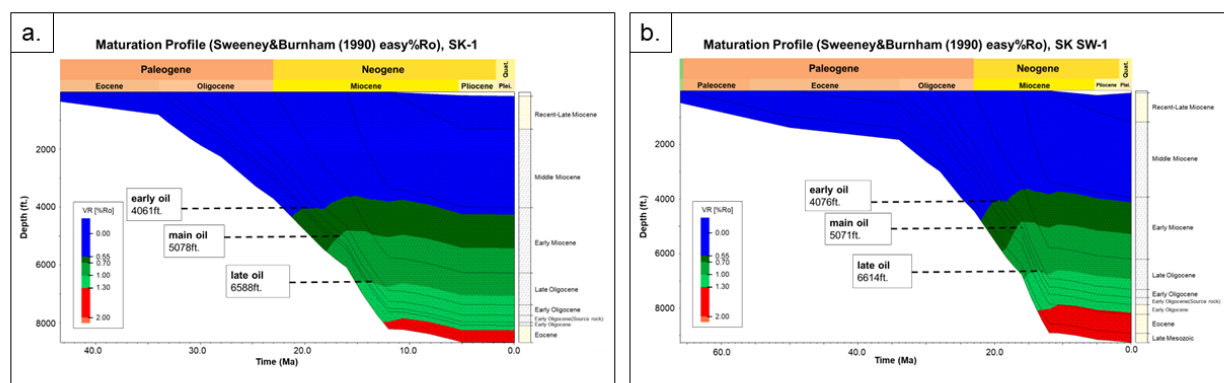 a.
Maturation Profile (Sweeney&Burnham (1990) easy%Ro), SK-1
Paleogene
Neogene
Quat.
Eocene
Oligocene
Miocene
Pliocene
Plei.
2000
4000
6000
8000
Depth (ft.)
early oil
4061ft.
main oil
5078ft.
late oil
6588ft.
VR [%Ro]
0.00
0.55
0.70
1.00
1.30
2.00
Recent-Late Miocene
Middle Miocene
Early Miocene
Late Oligocene
Early Oligocene
Early Oligocene(Source rock)
Early Oligocene
Eocene
40.0
30.0
20.0
10.0
0.0
Time (Ma)
b.
Maturation Profile (Sweeney&Burnham (1990) easy%Ro), SK SW-1
Paleogene
Neogene
Quat.
Paleocene
Eocene
Oligocene
Miocene
Pliocene
Plei.
2000
4000
6000
8000
Depth (ft.)
early oil
4076ft.
main oil
5071ft.
late oil
6614ft.
VR [%Ro]
0.00
0.55
0.70
1.00
1.30
2.00
Recent-Late Miocene
Middle Miocene
Early Miocene
Late Oligocene
Early Oligocene
Early Oligocene(Source rock)
Early Oligocene
Eocene
Late Mesozoic
60.0
40.0
20.0
0.0
Time (Ma)